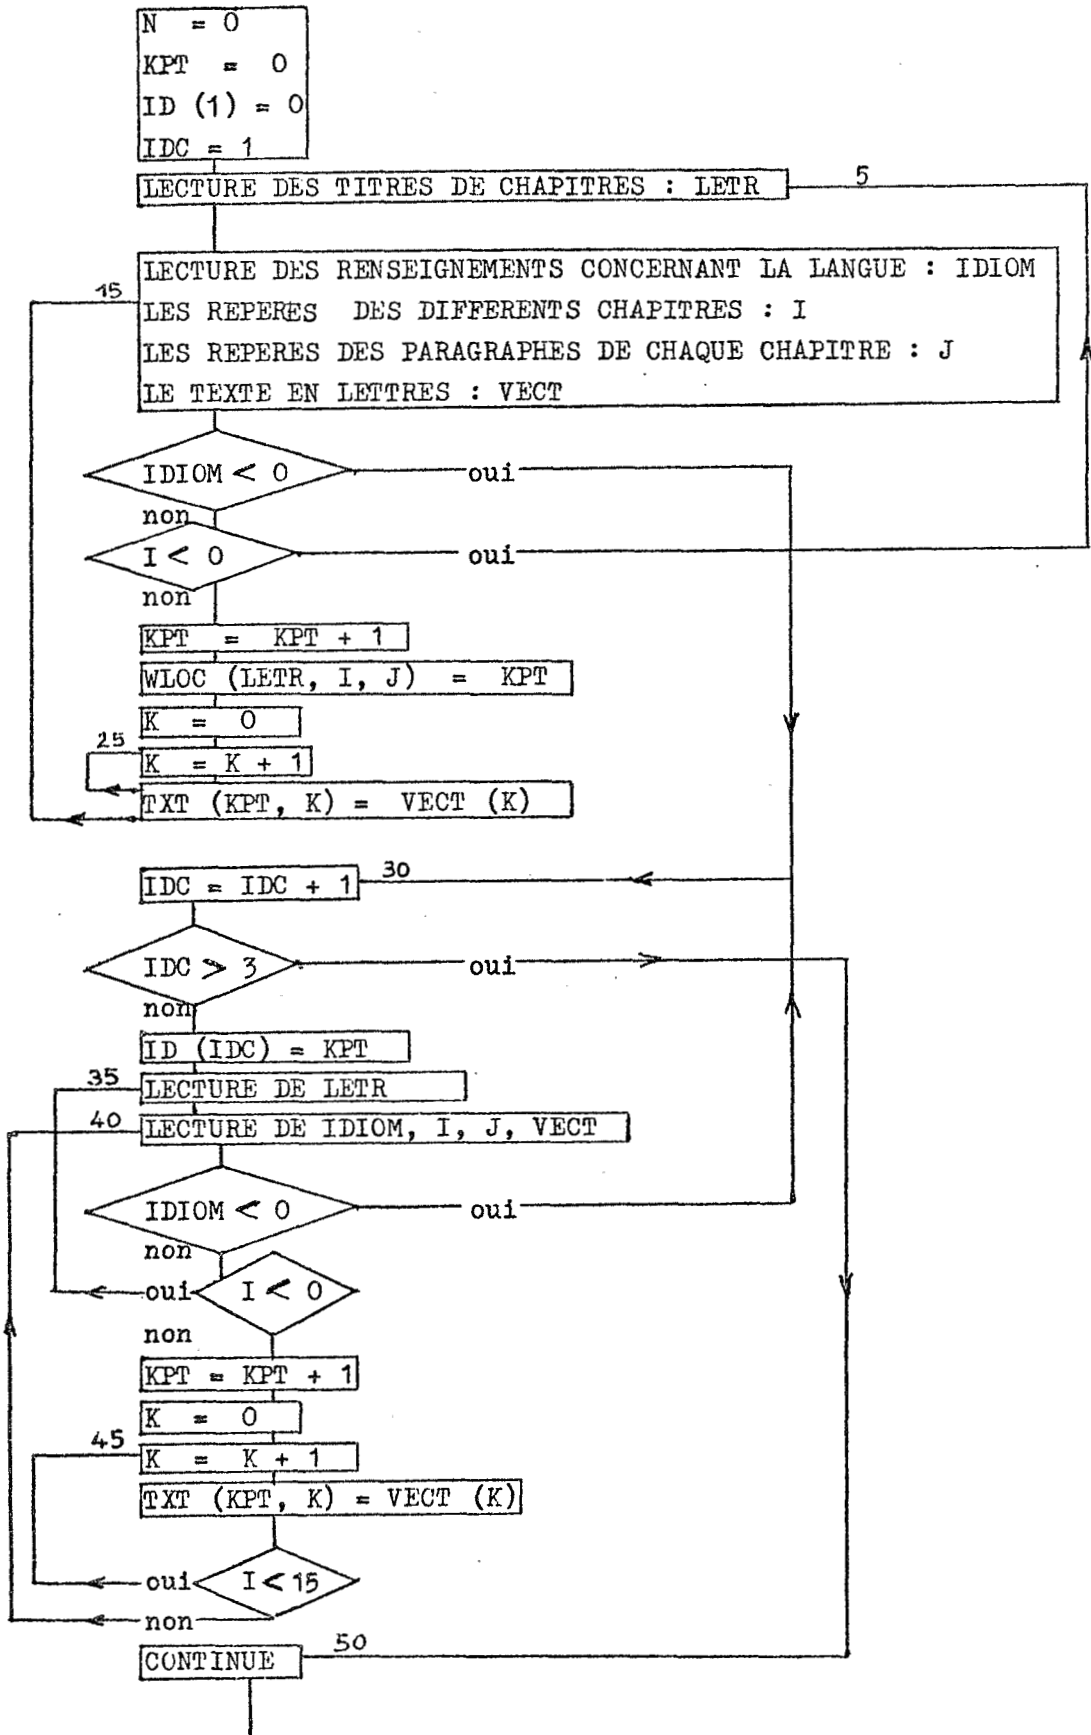 N = 0
KPT = 0
ID (1) = 0
IDC = 1
LECTURE DES TITRES DE CHAPITRES : LETR
5
LECTURE DES RENSEIGNEMENTS CONCERNANT LA LANGUE : IDIOM
15
LES REPERES DES DIFFERENTS CHAPITRES : I
LES REPERES DES PARAGRAPHES DE CHAQUE CHAPITRE : J
LE TEXTE EN LETTRES : VECT
IDIOM < 0
oui
non
I < 0
oui
non
KPT = KPT + 1
WLOC (LETR, I, J) = KPT
K = 0
25
K = K + 1
TXT (KPT, K) = VECT (K)
IDC = IDC + 1
30
IDC > 3
oui
non
ID (IDC) = KPT
35
LECTURE DE LETR
40
LECTURE DE IDIOM, I, J, VECT
IDIOM < 0
oui
non
oui
I < 0
non
KPT = KPT + 1
K = 0
45
K = K + 1
TXT (KPT, K) = VECT (K)
oui
I < 15
non
CONTINUE
50